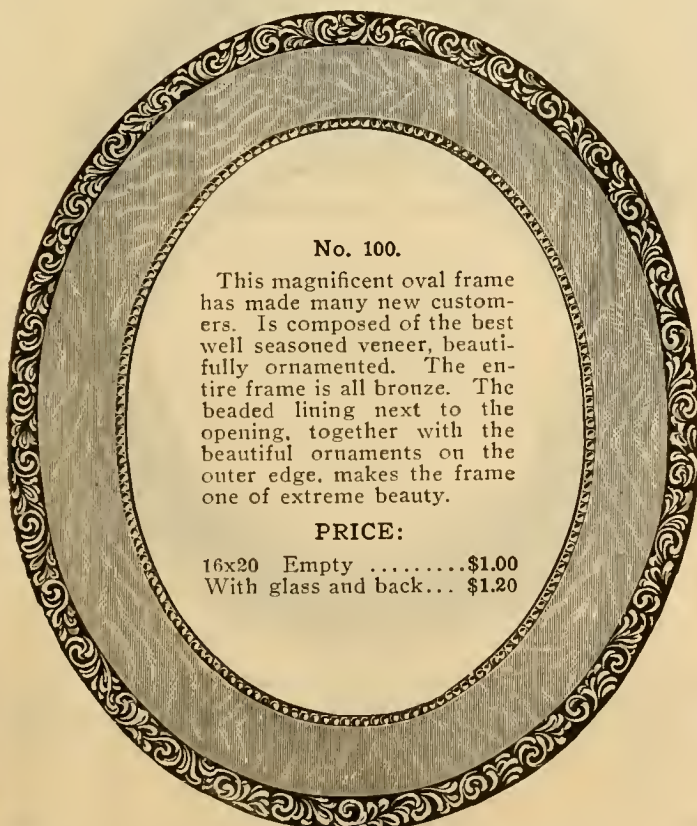 No. 100.
This magnificent oval frame
has made many new custom-
ers. Is composed of the best
well seasoned veneer, beauti-
fully ornamented. The en-
tire frame is all bronze. The
beaded lining next to the
opening, together with the
beautiful ornaments on the
outer edge, makes the frame
one of extreme beauty.
PRICE:
16x20 Empty .........$1.00
With glass and back... $1.20